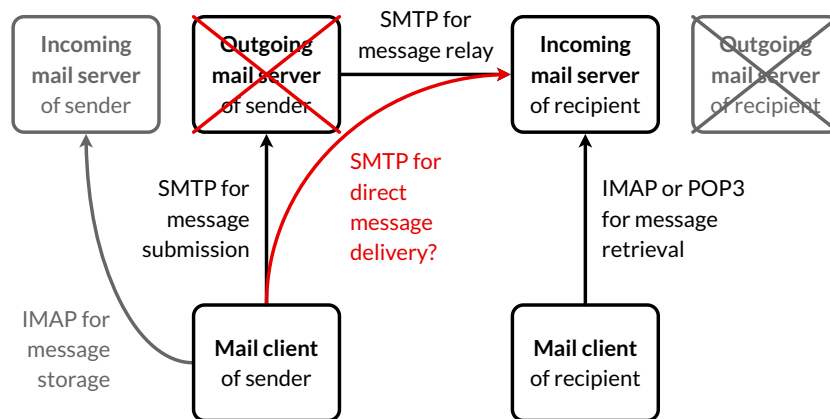 SMTP for
message relay
Incoming
mail server
of sender
Outgoing
mail server
of sender
Incoming
mail server
of recipient
Outgoing
mail server
of recipient
SMTP for
message
submission
SMTP for
direct
message
delivery?
IMAP or POP3
for message
retrieval
IMAP for
message
storage
Mail client
of sender
Mail client
of recipient